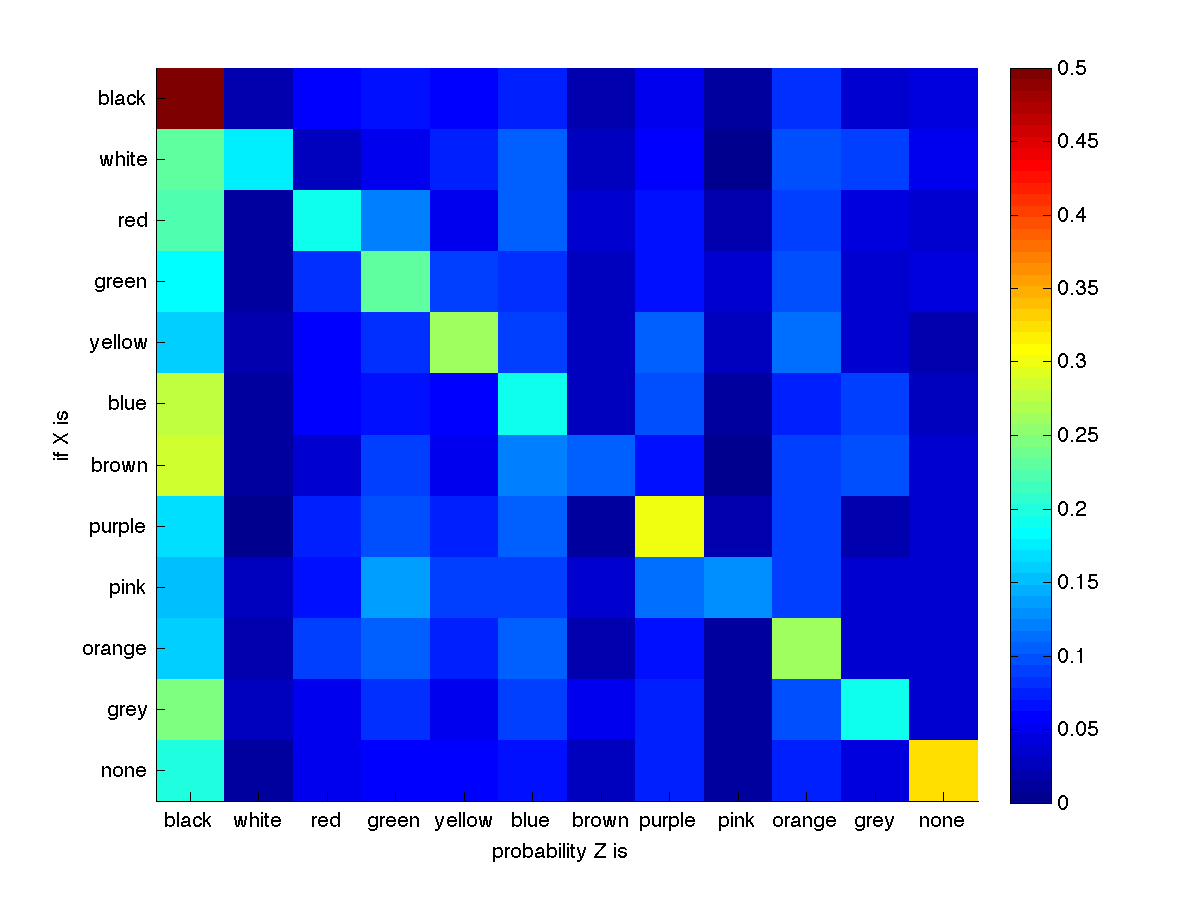 black
white
red
green
yellow
blue
brown
purple
pink
orange
grey
none
if X is
black white red green yellow blue brown purple pink orange grey none
probability Z is
0.5
0.45
0.4
0.35
0.3
0.25
0.2
0.15
0.1
0.05
0